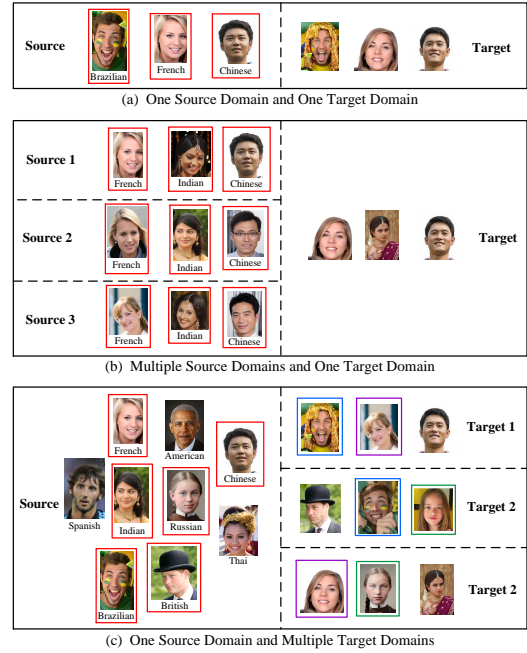 Source
Brazilian
French
Chinese
Target
(a) One Source Domain and One Target Domain
Source 1
French
Indian
Chinese
Source 2
French
Indian
Chinese
Source 3
French
Indian
Chinese
Target
(b) Multiple Source Domains and One Target Domain
Source
French
American
Chinese
Spanish
Indian
Russian
Thai
Brazilian
British
Target 1
Target 2
Target 2
(c) One Source Domain and Multiple Target Domains